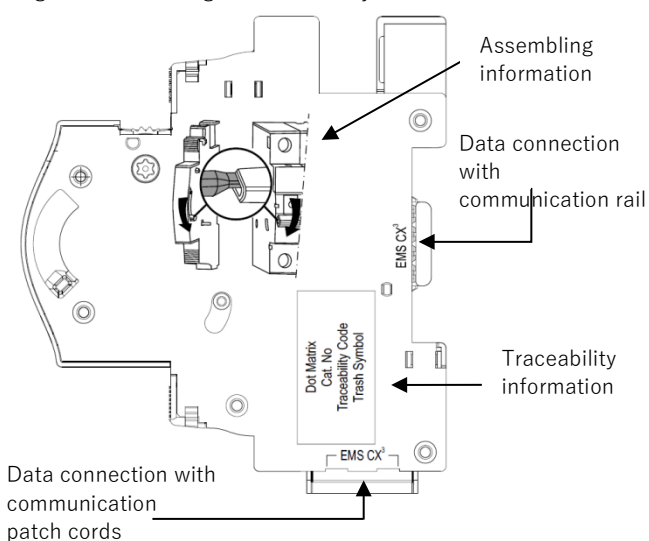 Assembling
information
Data connection
with
communication rail
EMS CX³
Dot Matrix
Cat. No
Traceability Code
Trash Symbol
Traceability
information
EMS CX³
Data connection with
communication
patch cords